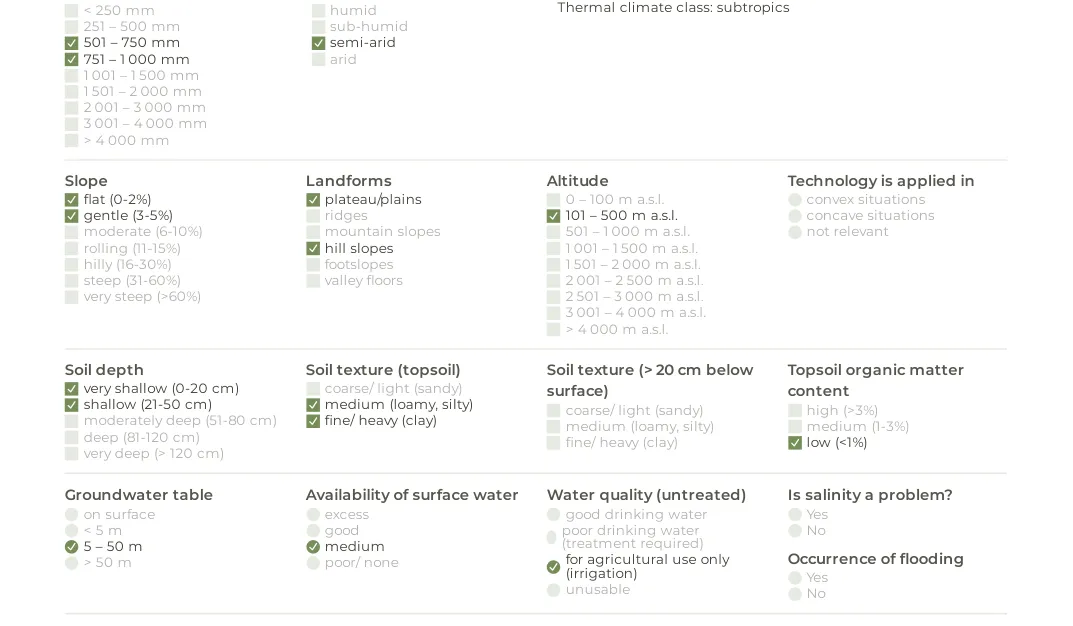 < 250 mm
251 – 500 mm
501 – 750 mm
751 – 1 000 mm
1 001 – 1 500 mm
1 501 – 2 000 mm
2 001 – 3 000 mm
3 001 – 4 000 mm
> 4 000 mm
humid
sub-humid
semi-arid
arid
Thermal climate class: subtropics
Slope
flat (0-2%)
gentle (3-5%)
moderate (6-10%)
rolling (11-15%)
hilly (16-30%)
steep (31-60%)
very steep (>60%)
Landforms
plateau/plains
ridges
mountain slopes
hill slopes
footslopes
valley floors
Altitude
0 – 100 m a.s.l.
101 – 500 m a.s.l.
501 – 1 000 m a.s.l.
1 001 – 1 500 m a.s.l.
1 501 – 2 000 m a.s.l.
2 001 – 2 500 m a.s.l.
2 501 – 3 000 m a.s.l.
3 001 – 4 000 m a.s.l.
> 4 000 m a.s.l.
Technology is applied in
convex situations
concave situations
not relevant
Soil depth
very shallow (0-20 cm)
shallow (21-50 cm)
moderately deep (51-80 cm)
deep (81-120 cm)
very deep (> 120 cm)
Soil texture (topsoil)
coarse/ light (sandy)
medium (loamy, silty)
fine/ heavy (clay)
Soil texture (> 20 cm below
surface)
coarse/ light (sandy)
medium (loamy, silty)
fine/ heavy (clay)
Topsoil organic matter
content
high (>3%)
medium (1-3%)
low (<1%)
Groundwater table
on surface
< 5 m
5 – 50 m
> 50 m
Availability of surface water
excess
good
medium
poor/ none
Water quality (untreated)
good drinking water
poor drinking water
(treatment required)
for agricultural use only
(irrigation)
unusable
Is salinity a problem?
Yes
No
Occurrence of flooding
Yes
No